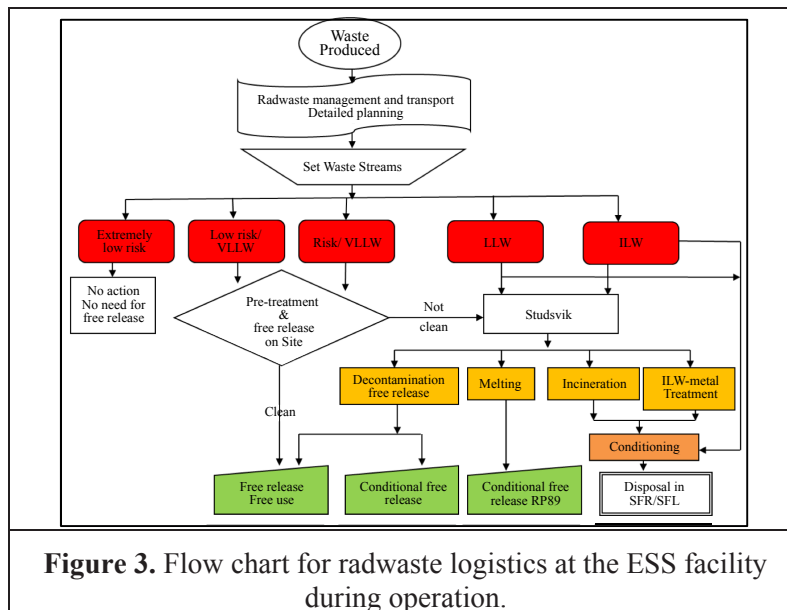 Waste
Produced
Radwaste management and transport
Detailed planning
Set Waste Streams
Extremely
low risk
Low risk/
VLLW
Risk/ VLLW
LLW
ILW
No action
No need for
free release
Pre-treatment
&
free release
on Site
Not
clean
Studsvik
Clean
Decontamination
free release
Melting
Incineration
ILW-metal
Treatment
Conditioning
Free release
Free use
Conditional free
release
Conditional free
release RP89
Disposal in
SFR/SFL
Figure 3. Flow chart for radwaste logistics at the ESS facility
during operation.